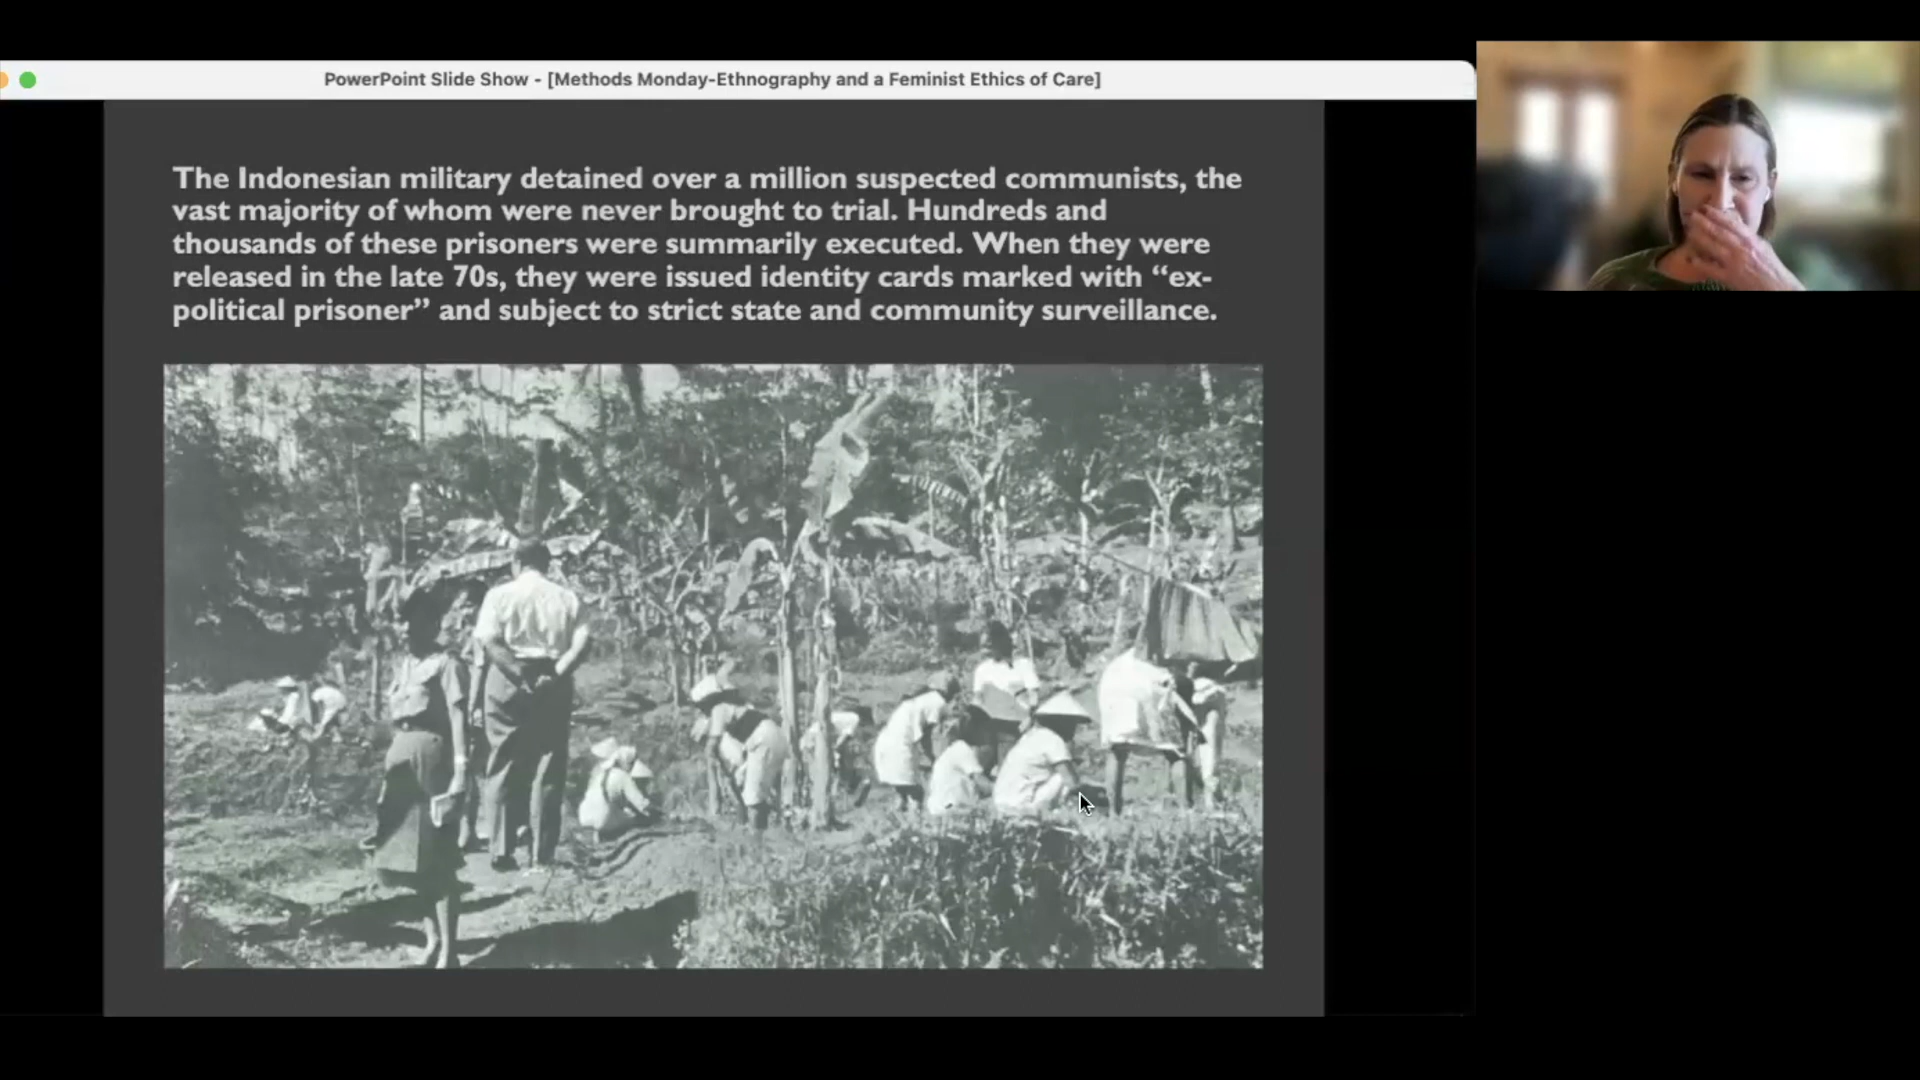 PowerPoint Slide Show - [Methods Monday-Ethnography and a Feminist Ethics of Care]
The Indonesian military detained over a million suspected communists, the
vast majority of whom were never brought to trial. Hundreds and
thousands of these prisoners were summarily executed. When they were
released in the late 70s, they were issued identity cards marked with “ex-
political prisoner” and subject to strict state and community surveillance.